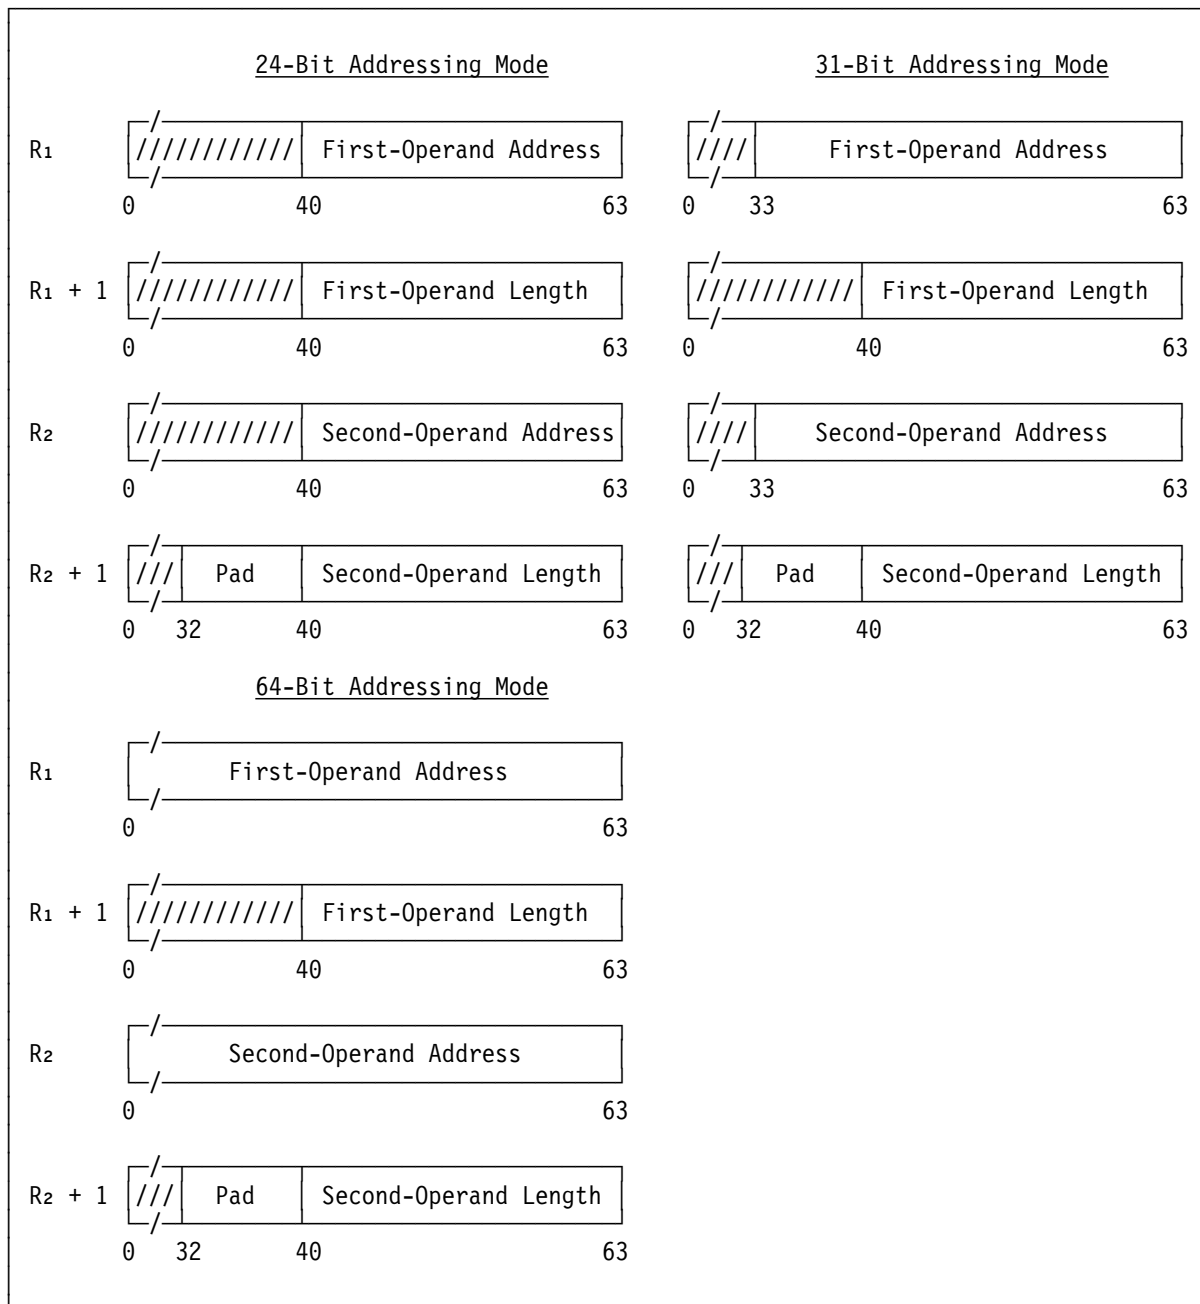 24-Bit Addressing Mode 31-Bit Addressing Mode
R₁ //////////// First-Operand Address //// First-Operand Address
0 40 63 0 33 63
R₁ + 1 //////////// First-Operand Length //////////// First-Operand Length
0 40 63 0 40 63
R₂ //////////// Second-Operand Address //// Second-Operand Address
0 40 63 0 33 63
R₂ + 1 /// Pad Second-Operand Length /// Pad Second-Operand Length
0 32 40 63 0 32 40 63
64-Bit Addressing Mode
R₁ First-Operand Address
0 63
R₁ + 1 //////////// First-Operand Length
0 40 63
R₂ Second-Operand Address
0 63
R₂ + 1 /// Pad Second-Operand Length
0 32 40 63